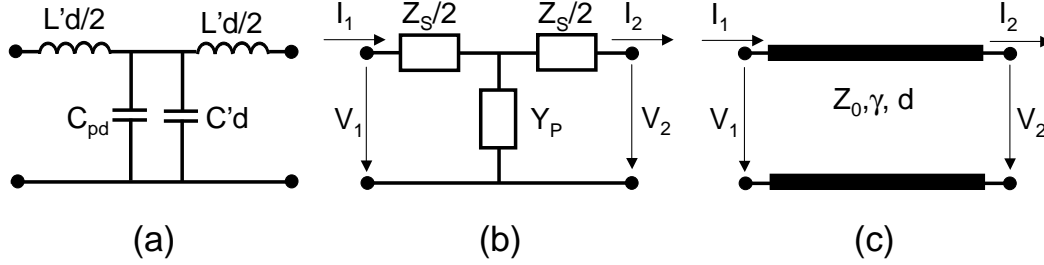 L'd/2 L'd/2
C_pd C'd
(a)
I_1 Z_S/2 Z_S/2 I_2
V_1 Y_P V_2
(b)
I_1 I_2
V_1 Z_0,γ, d V_2
(c)